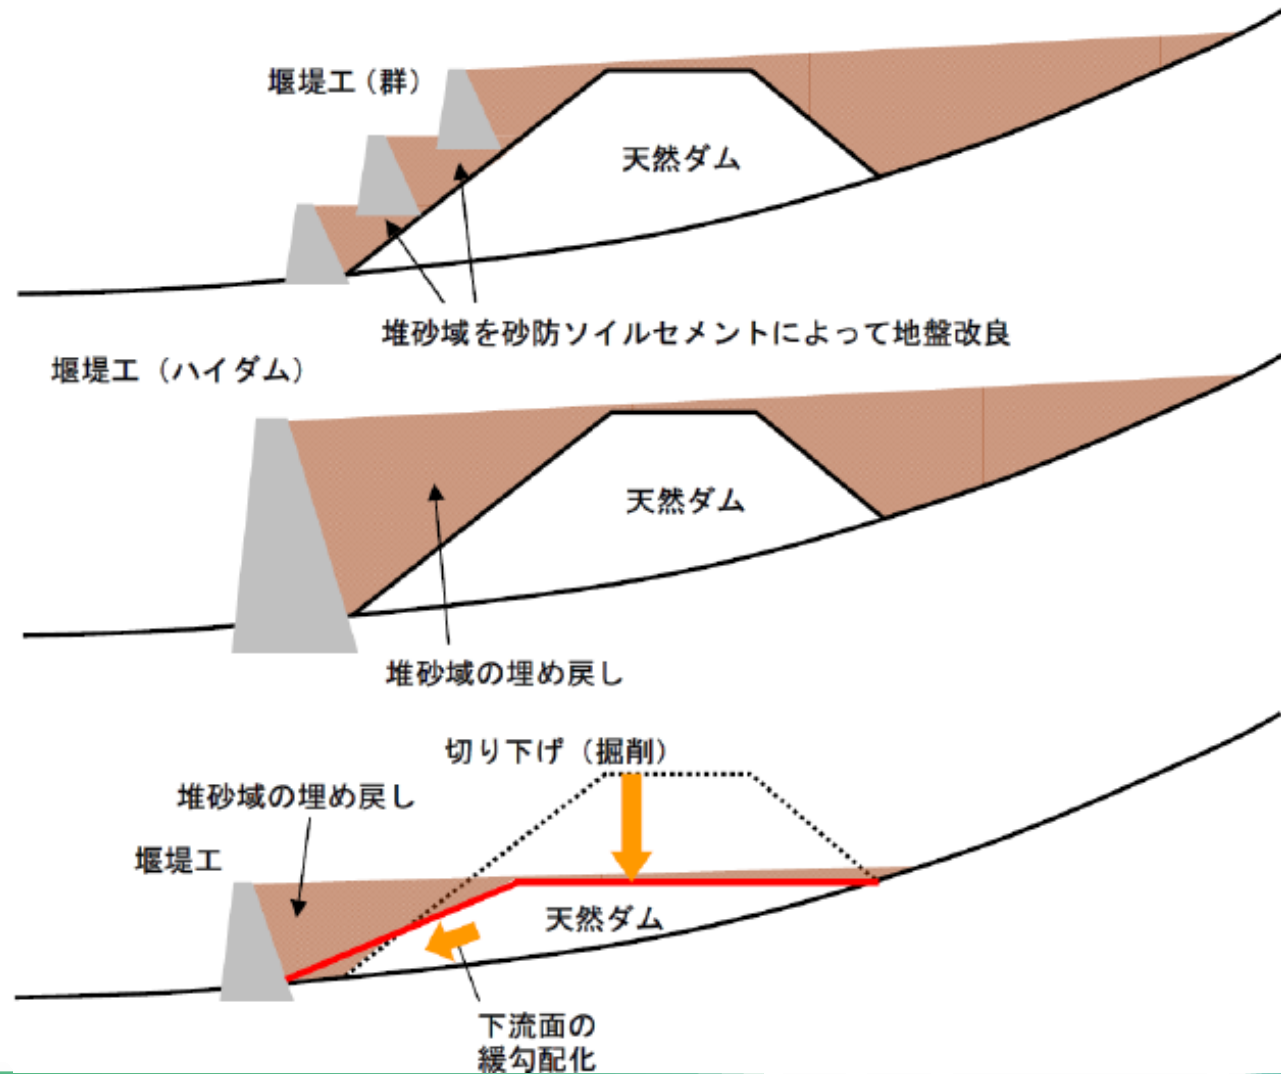 堰堤工（群）
天然ダム
堆砂域を砂防ソイルセメントによって地盤改良
堰堤工（ハイダム）
天然ダム
堆砂域の埋め戻し
切り下げ（掘削）
堆砂域の埋め戻し
堰堤工
天然ダム
下流面の
緩勾配化